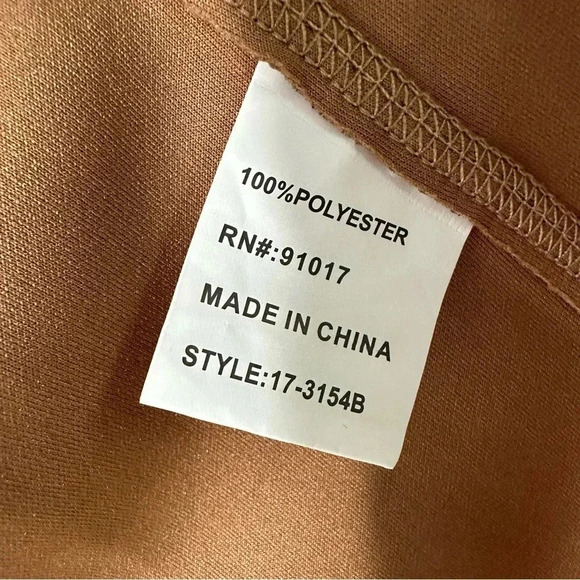 100%POLYESTER
RN#:91017
MADE IN CHINA
STYLE:17-3154B